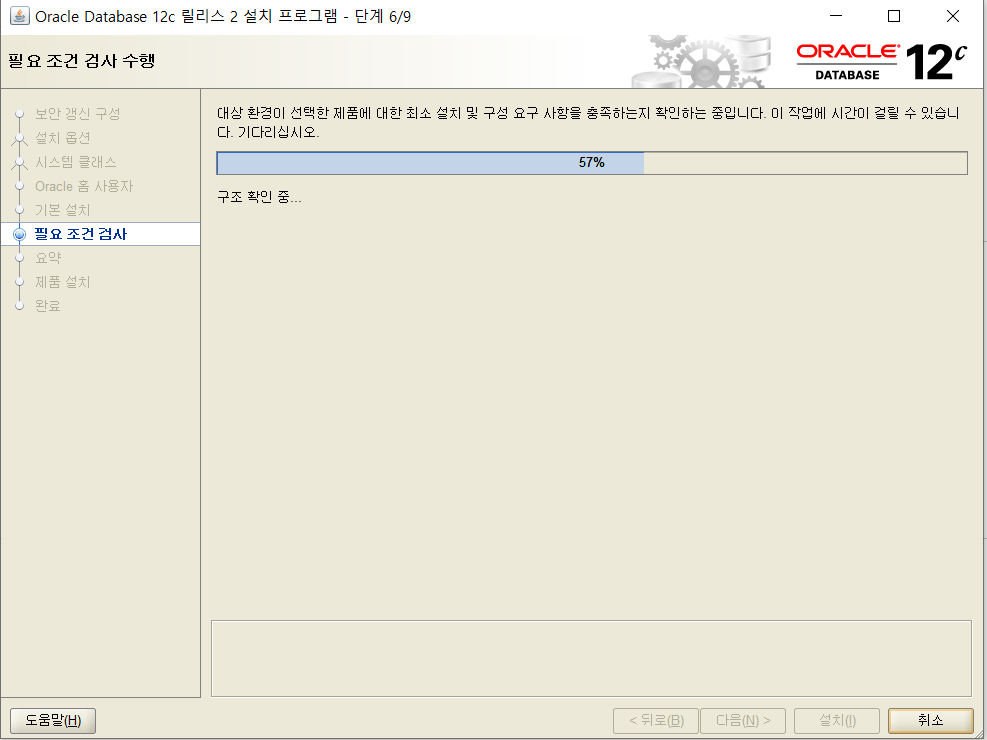 Oracle Database 12c 릴리스 2 설치 프로그램 - 단계 6/9
필요 조건 검사 수행
ORACLE
DATABASE
12c
보안 갱신 구성
설치 옵션
시스템 클래스
Oracle 홈 사용자
기본 설치
필요 조건 검사
요약
제품 설치
완료
대상 환경이 선택한 제품에 대한 최소 설치 및 구성 요구 사항을 충족하는지 확인하는 중입니다. 이 작업에 시간이 걸릴 수 있습니
다. 기다리십시오.
57%
구조 확인 중...
도움말(H)
< 뒤로(B)
다음(N) >
설치(I)
취소